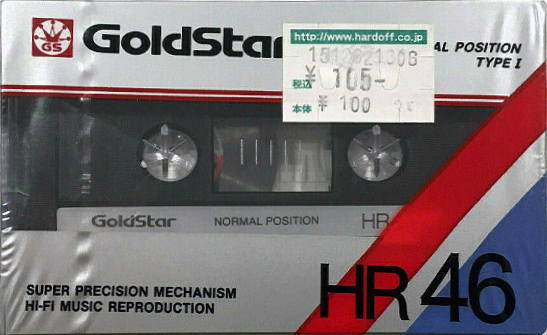 GS
GoldStar
http://www.hardoff.co.jp
税込 ¥ 105-
本体 ¥ 100
POSITION
TYPE I
GoldStar NORMAL POSITION HR
SUPER PRECISION MECHANISM
HI-FI MUSIC REPRODUCTION
HR 46